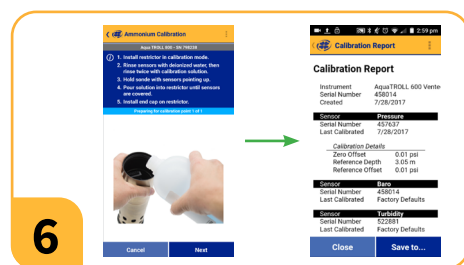 Ammonium Calibration
Aqua TROLL 600 - SN 798238
1. Install restrictor in calibration mode.
2. Rinse sensors with deionized water, then
rinse twice with calibration solution.
3. Hold sonde with sensors pointing up.
4. Pour solution into restrictor until sensors
are covered.
5. Install end cap on restrictor.
Preparing for calibration point 1 of 1
Cancel
Next
2:59 pm
Calibration Report
Calibration Report
Instrument AquaTROLL 600 Vente
Serial Number 458014
Created 7/28/2017
Sensor Pressure
Serial Number 457637
Last Calibrated 7/28/2017
Calibration Details
Zero Offset 0.01 psi
Reference Depth 3.05 m
Reference Offset 0.01 psi
Sensor Baro
Serial Number 458014
Last Calibrated Factory Defaults
Sensor Turbidity
Serial Number 522881
Last Calibrated Factory Defaults
Close
Save to...
6